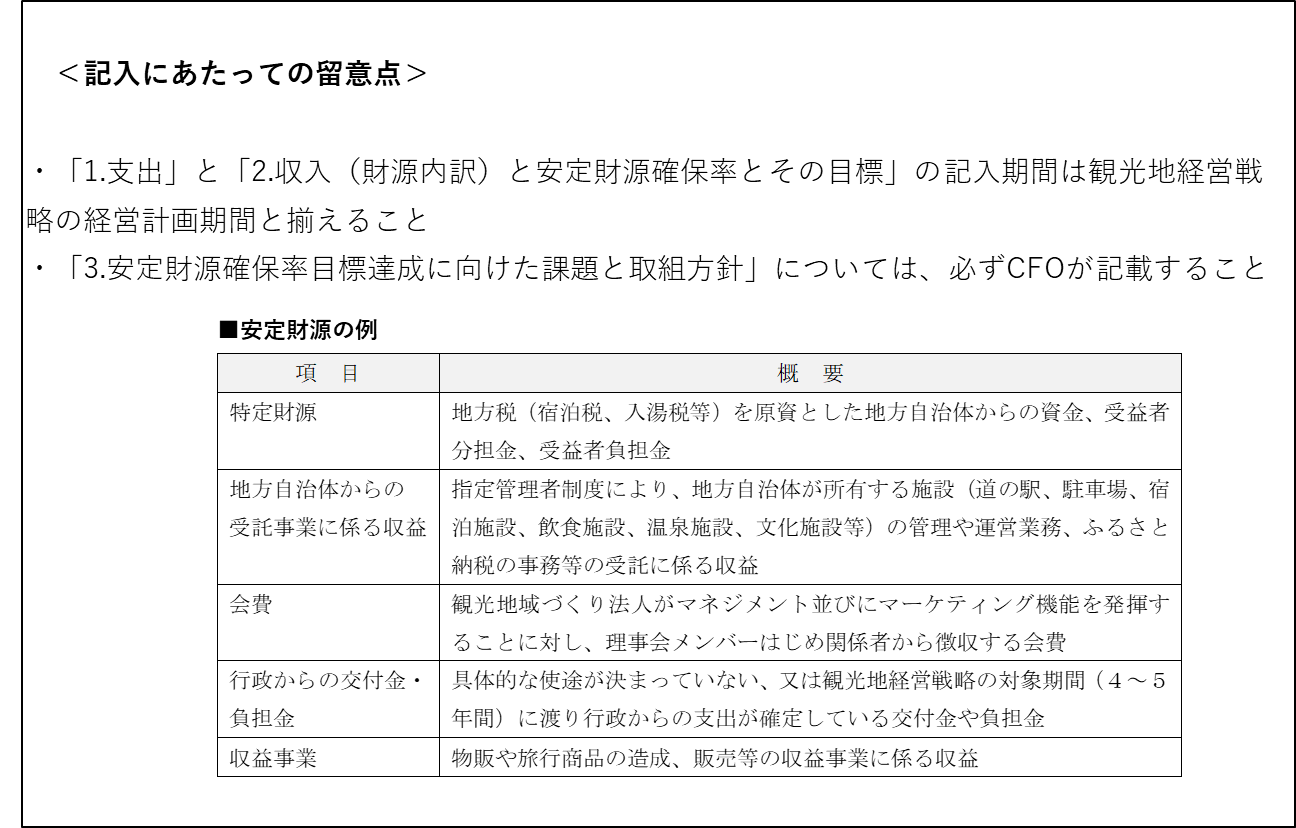 ＜記入にあたっての留意点＞
・「1.支出」と「2.収入（財源内訳）と安定財源確保率とその目標」の記入期間は観光地経営戦
略の経営計画期間と揃えること
・「3.安定財源確保率目標達成に向けた課題と取組方針」については、必ずCFOが記載すること
■安定財源の例
項　目　概　要
特定財源　地方税（宿泊税、入湯税等）を原資とした地方自治体からの資金、受益者
分担金、受益者負担金
地方自治体からの　指定管理者制度により、地方自治体が所有する施設（道の駅、駐車場、宿
受託事業に係る収益　泊施設、飲食施設、温泉施設、文化施設等）の管理や運営業務、ふるさと
納税の事務等の受託に係る収益
会費　観光地域づくり法人がマネジメント並びにマーケティング機能を発揮す
ることに対し、理事会メンバーはじめ関係者から徴収する会費
行政からの交付金・　具体的な使途が決まっていない、又は観光地経営戦略の対象期間（４～５
負担金　年間）に渡り行政からの支出が確定している交付金や負担金
収益事業　物販や旅行商品の造成、販売等の収益事業に係る収益